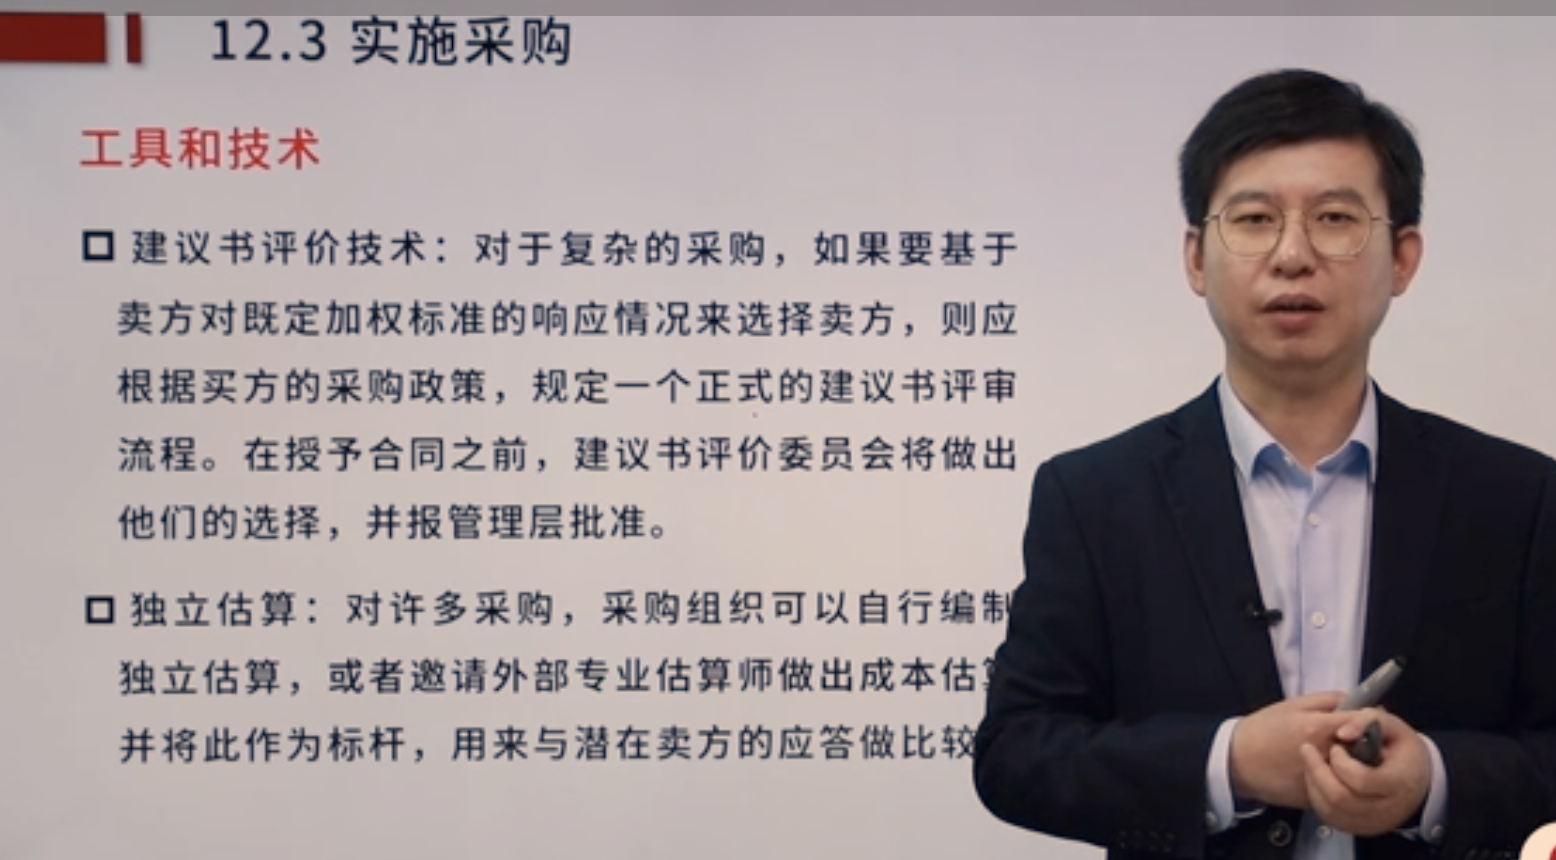 12.3 实施采购
工具和技术
建议书评价技术：对于复杂的采购，如果要基于
卖方对既定加权标准的响应情况来选择卖方，则应
根据买方的采购政策，规定一个正式的建议书评审
流程。在授予合同之前，建议书评价委员会将做出
他们的选择，并报管理层批准。
独立估算：对许多采购，采购组织可以自行编制
独立估算，或者邀请外部专业估算师做出成本估
并将此作为标杆，用来与潜在卖方的应答做比较